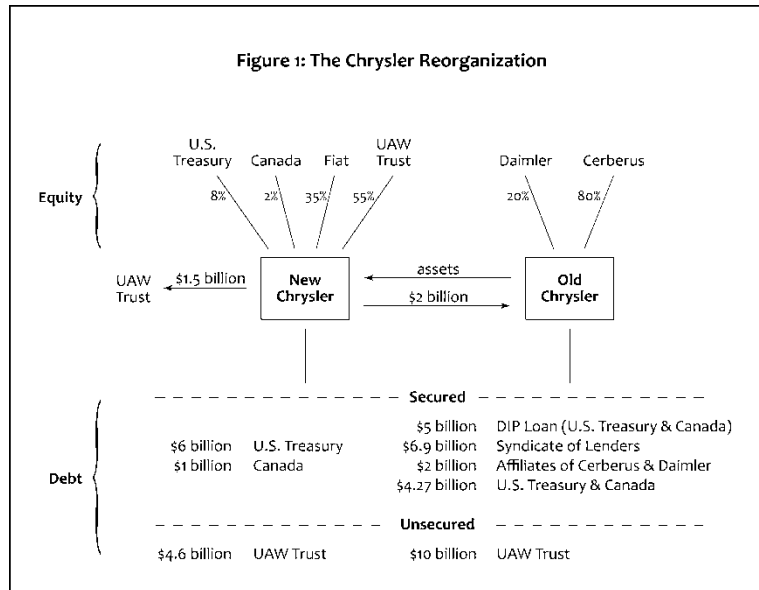 Figure 1: The Chrysler Reorganization
U.S. Treasury Canada Fiat UAW Trust Daimler Cerberus
Equity 8% 2% 35% 55% 20% 80%
UAW Trust $1.5 billion New Chrysler assets $2 billion Old Chrysler
Secured
$5 billion DIP Loan (U.S. Treasury & Canada)
$6 billion U.S. Treasury $6.9 billion Syndicate of Lenders
$1 billion Canada $2 billion Affiliates of Cerberus & Daimler
Debt $4.27 billion U.S. Treasury & Canada
Unsecured
$4.6 billion UAW Trust $10 billion UAW Trust